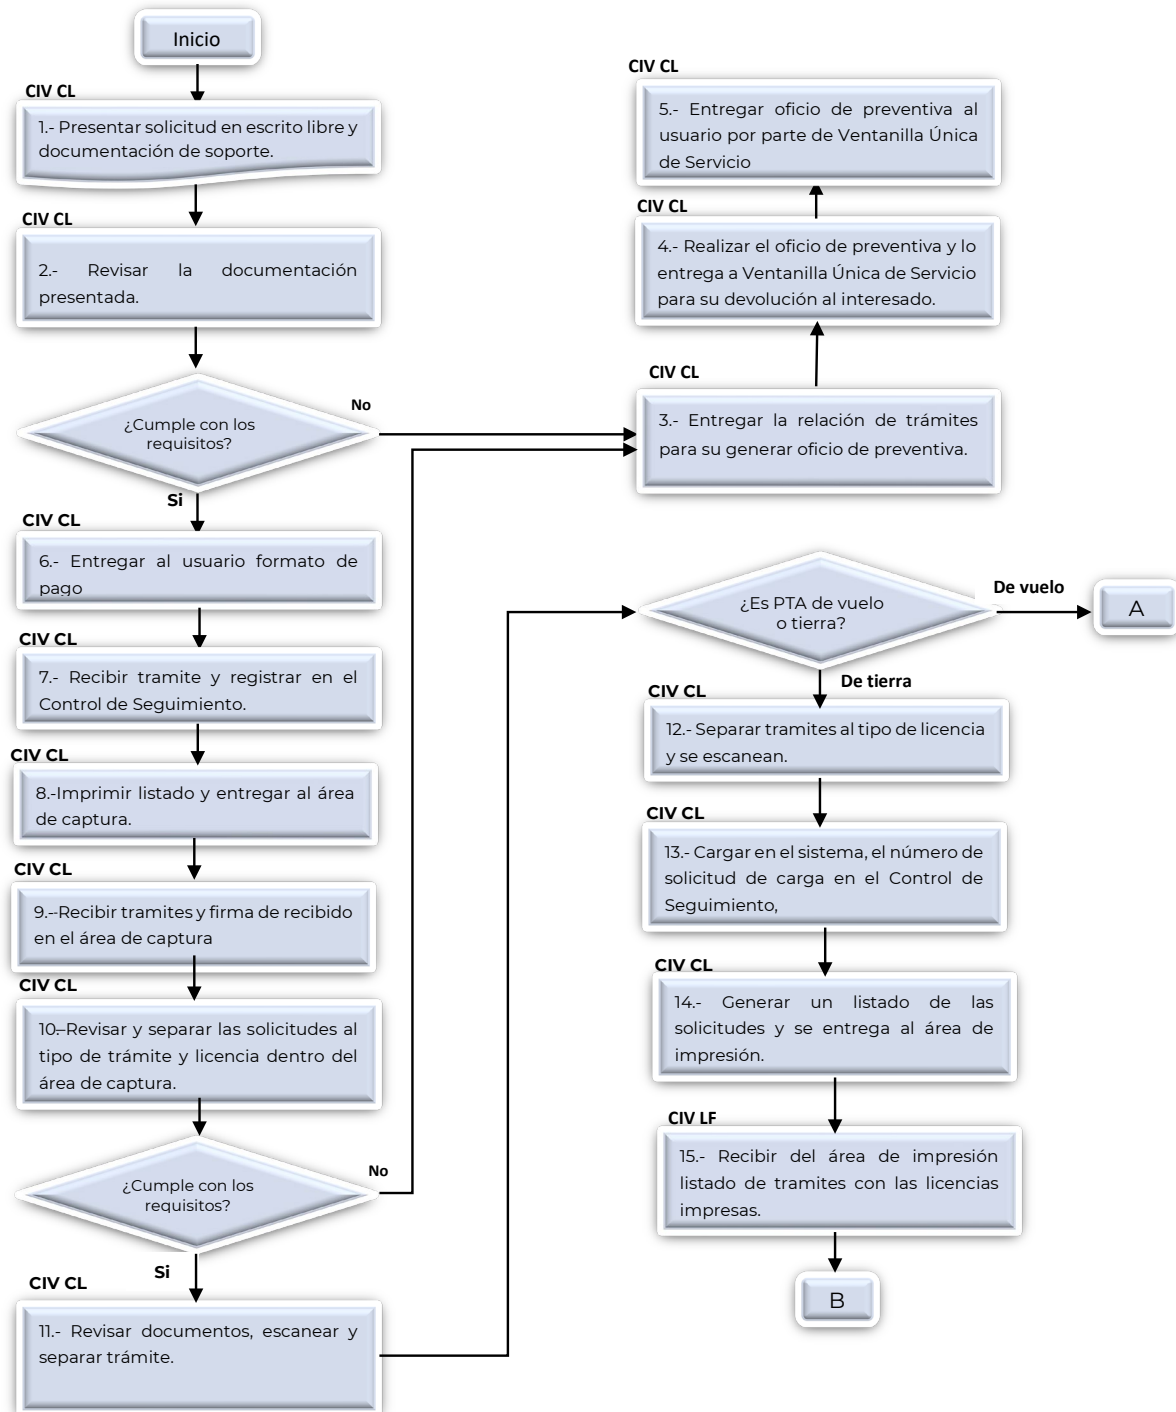 Inicio
CIV CL
1.- Presentar solicitud en escrito libre y
documentación de soporte.
CIV CL
2.- Revisar la documentación
presentada.
¿Cumple con los
requisitos?
No
Si
CIV CL
6.- Entregar al usuario formato de
pago
CIV CL
7.- Recibir tramite y registrar en el
Control de Seguimiento.
CIV CL
8.-Imprimir listado y entregar al área
de captura.
CIV CL
9.--Recibir tramites y firma de recibido
en el área de captura
CIV CL
10.–Revisar y separar las solicitudes al
tipo de trámite y licencia dentro del
área de captura.
¿Cumple con los
requisitos?
No
Si
CIV CL
11.- Revisar documentos, escanear y
separar trámite.
CIV CL
5.- Entregar oficio de preventiva al
usuario por parte de Ventanilla Única
de Servicio
CIV CL
4.- Realizar el oficio de preventiva y lo
entrega a Ventanilla Única de Servicio
para su devolución al interesado.
CIV CL
3.- Entregar la relación de trámites
para su generar oficio de preventiva.
¿Es PTA de vuelo
o tierra?
De vuelo
A
De tierra
CIV CL
12.- Separar tramites al tipo de licencia
y se escanean.
CIV CL
13.- Cargar en el sistema, el número de
solicitud de carga en el Control de
Seguimiento,
CIV CL
14.- Generar un listado de las
solicitudes y se entrega al área de
impresión.
CIV LF
15.- Recibir del área de impresión
listado de tramites con las licencias
impresas.
B